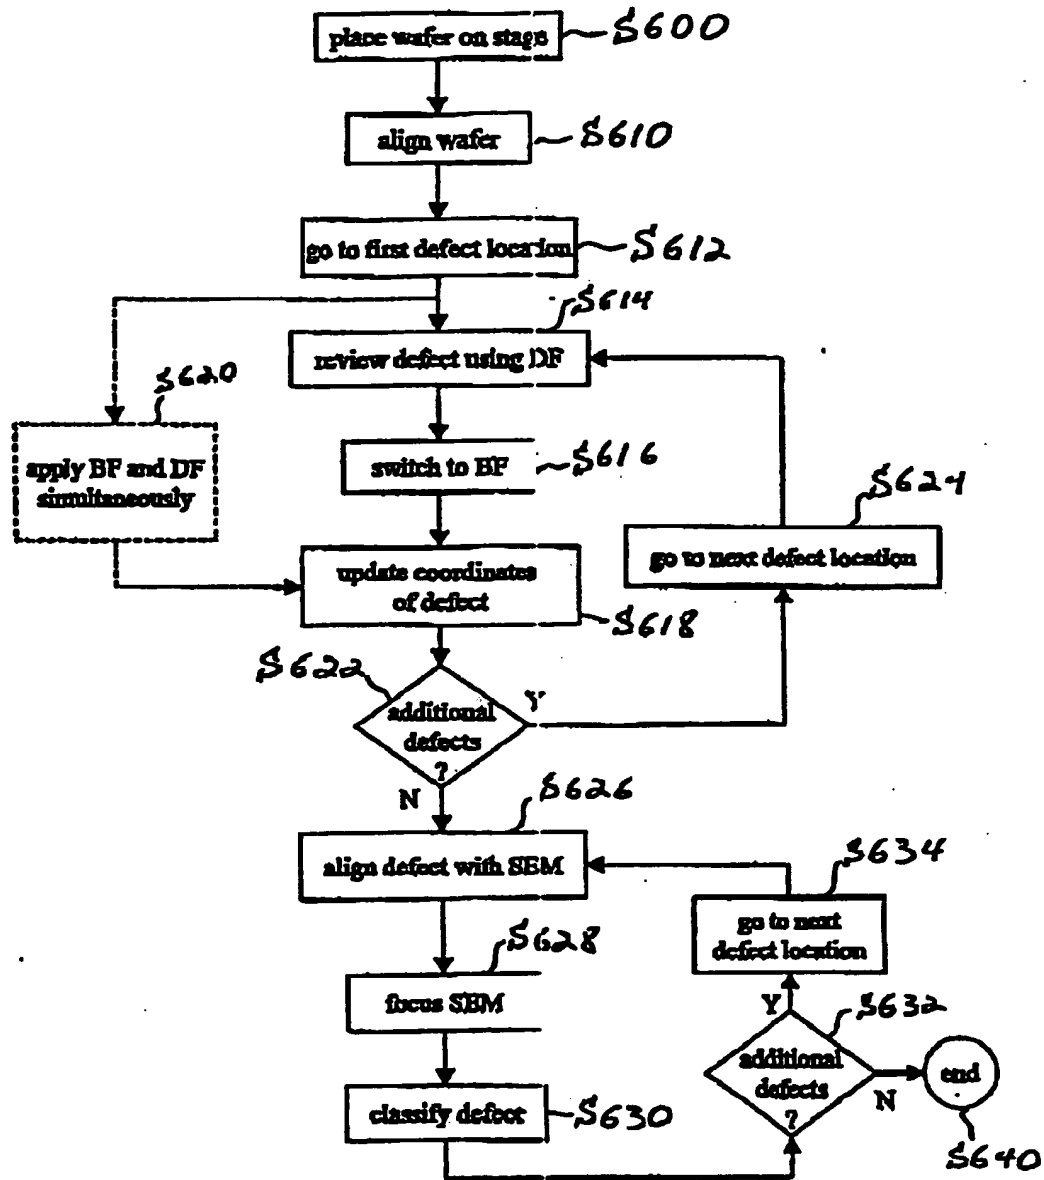 place wafer on stage
S600
align wafer
S610
go to first defect location
S612
S614
review defect using DF
S620
apply BF and DF
simultaneously
switch to BF
S616
S624
go to next defect location
update coordinates
of defect
S618
S622
additional
defects
?
Y
N
S626
align defect with SEM
S634
go to next
defect location
S628
focus SEM
Y
S632
additional
defects
?
N
end
S640
classify defect
S630